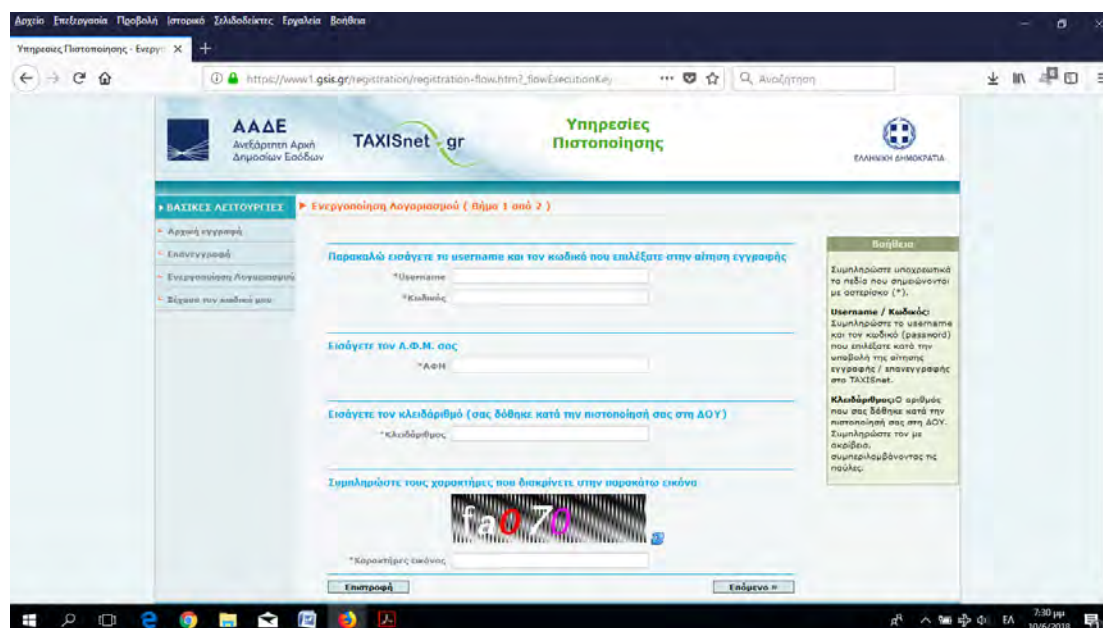 Αρχείο Επεξεργασία Προβολή Ιστορικό Σελιδοδείκτες Εργαλεία Βοήθεια
Υπηρεσίες Πιστοποίησης - Ενεργ
https://www1.gsis.gr/registration/registration-flow.htm?_flowExecutionKey
Αναζήτηση
ΑΑΔΕ
Ανεξάρτητη Αρχή
Δημοσίων Εσόδων
TAXISnet gr
Υπηρεσίες
Πιστοποίησης
ΕΛΛΗΝΙΚΗ ΔΗΜΟΚΡΑΤΙΑ
ΒΑΣΙΚΕΣ ΛΕΙΤΟΥΡΓΙΕΣ
Αρχική εγγραφή
Επανεγγραφή
Ενεργοποίηση Λογαριασμού
Ξέχασα τον κωδικό μου
Ενεργοποίηση Λογαριασμού ( Βήμα 1 από 2 )
Παρακαλώ εισάγετε το username και τον κωδικό που επιλέξατε στην αίτηση εγγραφής
*Username
*Κωδικός
Εισάγετε τον Α.Φ.Μ. σας
*ΑΦΜ
Εισάγετε τον κλειδάριθμό (σας δόθηκε κατά την πιστοποίησή σας στη ΔΟΥ)
*Κλειδάριθμος
Συμπληρώστε τους χαρακτήρες που διακρίνετε στην παρακάτω εικόνα
fa070
*Χαρακτήρες εικόνας
Επιστροφή
Επόμενο »
Βοήθεια
Συμπληρώστε υποχρεωτικά
τα πεδία που σημειώνονται
με αστερίσκο (*).
Username / Κωδικός:
Συμπληρώστε το username
και τον κωδικό (password)
που επιλέξατε κατά την
υποβολή της αίτησης
εγγραφής / επανεγγραφής
στο TAXISnet.
Κλειδάριθμος:Ο αριθμός
που σας δόθηκε κατά την
πιστοποίησή σας στη ΔΟΥ.
Συμπληρώστε τον με
ακρίβεια,
συμπεριλαμβάνοντας τις
παύλες.
ΕΛ
7:30 μμ
10/6/2018